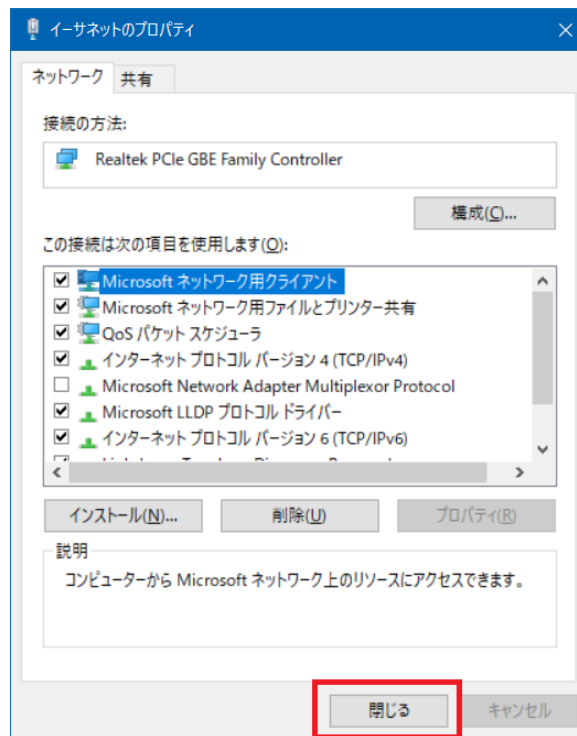 イーサネットのプロパティ
ネットワーク 共有
接続の方法:
Realtek PCIe GBE Family Controller
構成(C)...
この接続は次の項目を使用します(O):
Microsoft ネットワーク用クライアント
Microsoft ネットワーク用ファイルとプリンター共有
QoS パケット スケジューラ
インターネット プロトコル バージョン 4 (TCP/IPv4)
Microsoft Network Adapter Multiplexor Protocol
Microsoft LLDP プロトコル ドライバー
インターネット プロトコル バージョン 6 (TCP/IPv6)
インストール(N)... 削除(U) プロパティ(R)
説明
コンピューターから Microsoft ネットワーク上のリソースにアクセスできます。
閉じる キャンセル